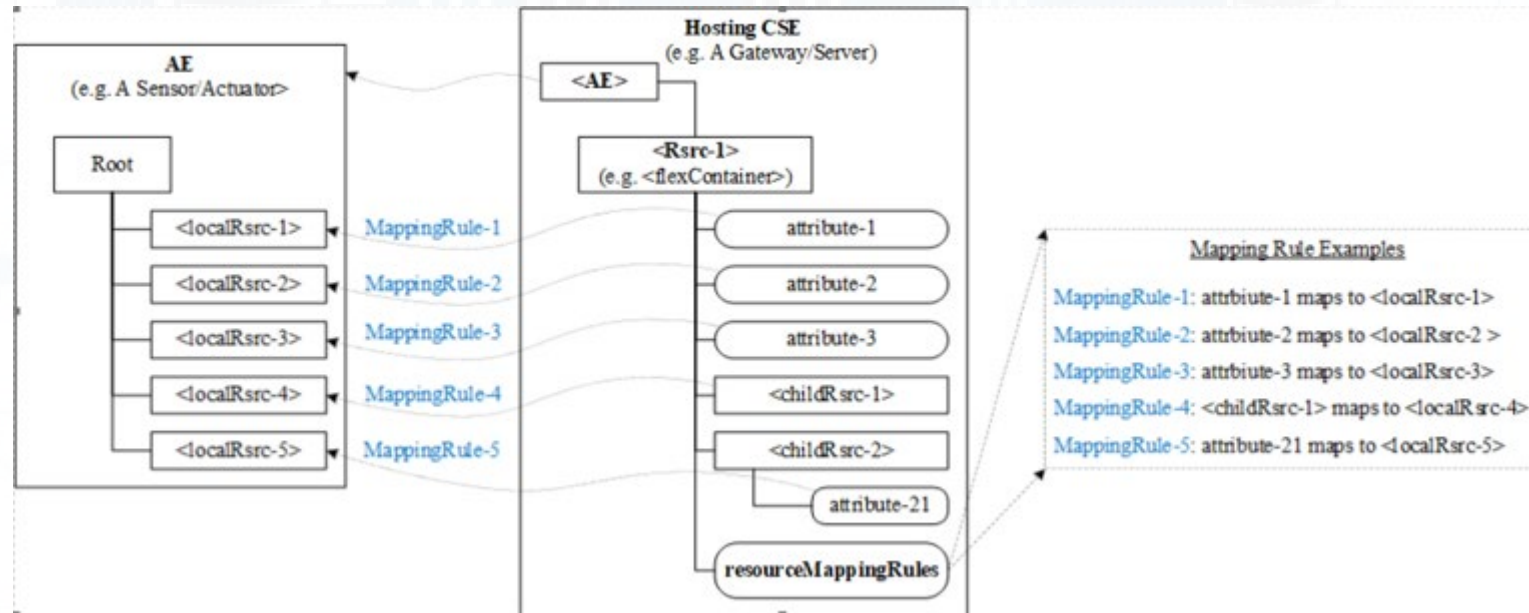 Hosting CSE
(e.g. A Gateway/Server)
AE
(e.g. A Sensor/Actuator>
<AE>
Root
<Rsrc-1>
(e.g. <flexContainer>)
<localRsrc-1>
MappingRule-1
attribute-1
<localRsrc-2>
MappingRule-2
attribute-2
<localRsrc-3>
MappingRule-3
attribute-3
<localRsrc-4>
MappingRule-4
<childRsrc-1>
<localRsrc-5>
MappingRule-5
<childRsrc-2>
attribute-21
resourceMappingRules
Mapping Rule Examples
MappingRule-1: attrbiute-1 maps to <localRsrc-1>
MappingRule-2: attrbiute-2 maps to <localRsrc-2 >
MappingRule-3: attrbiute-3 maps to <localRsrc-3>
MappingRule-4: <childRsrc-1> maps to <localRsrc-4>
MappingRule-5: attribute-21 maps to <localRsrc-5>